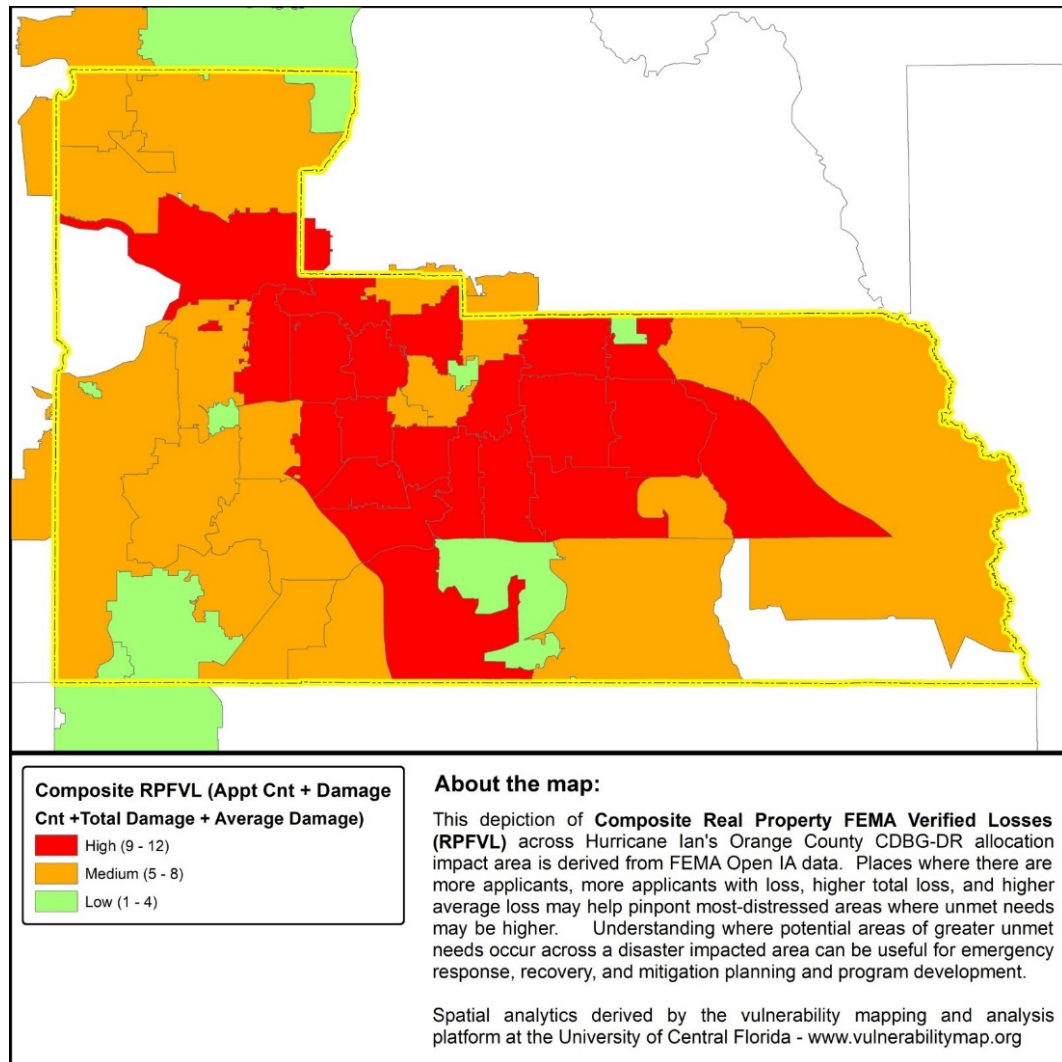 Composite RPFVL (Appt Cnt + Damage
Cnt +Total Damage + Average Damage)
High (9 - 12)
Medium (5 - 8)
Low (1 - 4)
About the map:
This depiction of Composite Real Property FEMA Verified Losses
(RPFVL) across Hurricane Ian's Orange County CDBG-DR allocation
impact area is derived from FEMA Open IA data. Places where there are
more applicants, more applicants with loss, higher total loss, and higher
average loss may help pinpont most-distressed areas where unmet needs
may be higher. Understanding where potential areas of greater unmet
needs occur across a disaster impacted area can be useful for emergency
response, recovery, and mitigation planning and program development.
Spatial analytics derived by the vulnerability mapping and analysis
platform at the University of Central Florida - www.vulnerabilitymap.org